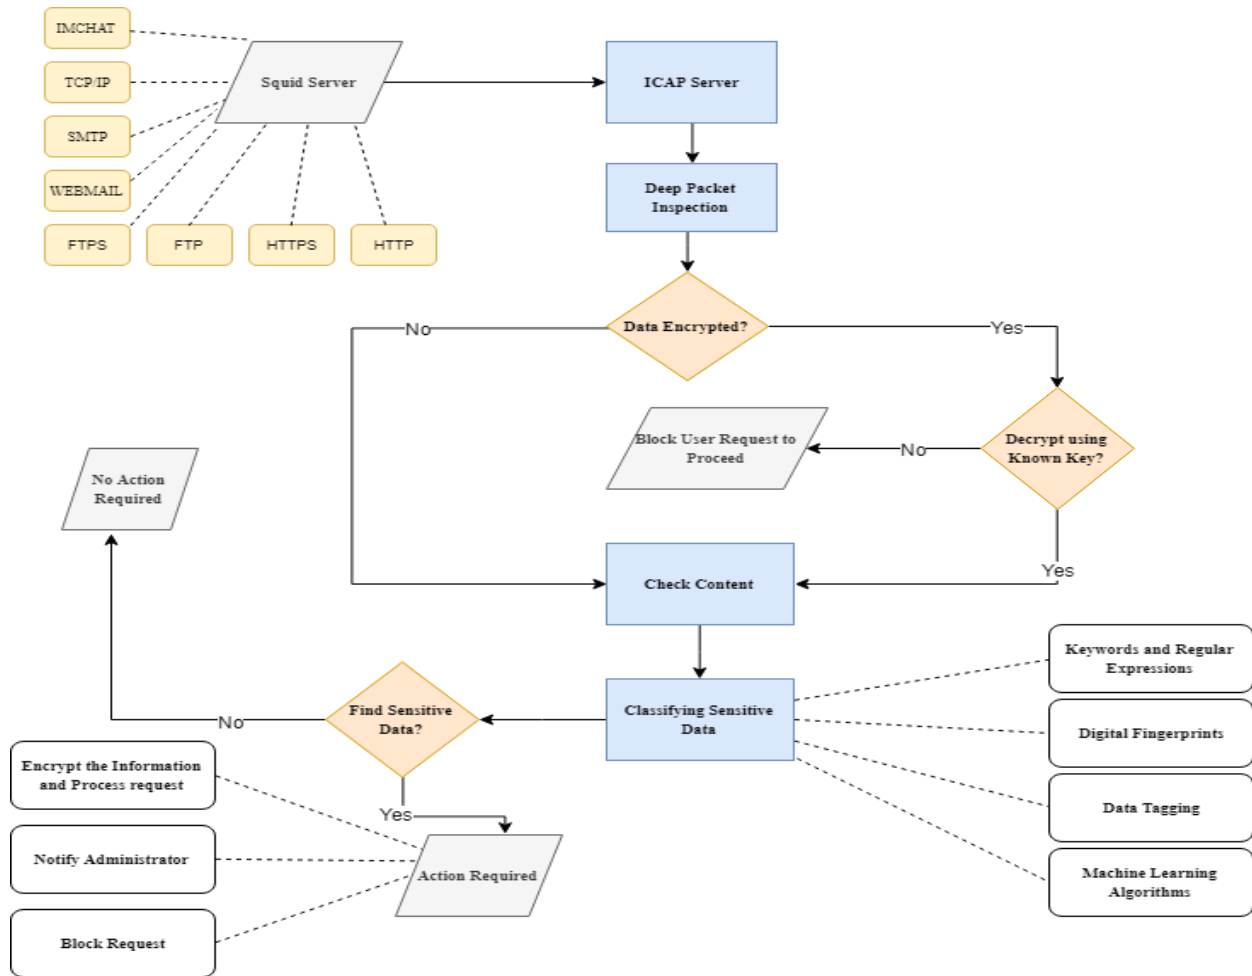 IMCHAT
TCP/IP
SMTP
WEBMAIL
FTPS
FTP
HTTPS
HTTP
Squid Server
ICAP Server
Deep Packet
Inspection
Data Encrypted?
No
Yes
Decrypt using
Known Key?
No
Block User Request to
Proceed
Yes
Check Content
Classifying Sensitive
Data
Keywords and Regular
Expressions
Digital Fingerprints
Data Tagging
Machine Learning
Algorithms
Find Sensitive
Data?
No
No Action
Required
Yes
Action Required
Encrypt the Information
and Process request
Notify Administrator
Block Request